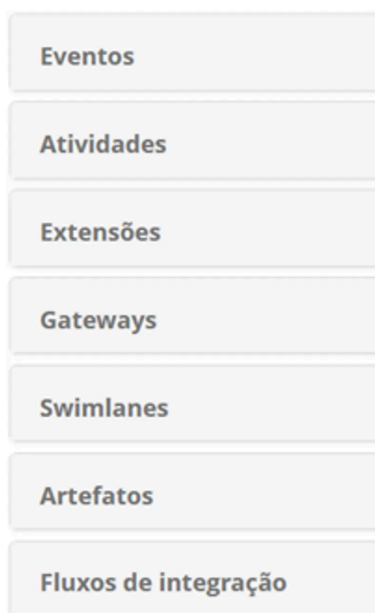 Eventos
Atividades
Extensões
Gateways
Swimlanes
Artefatos
Fluxos de integração